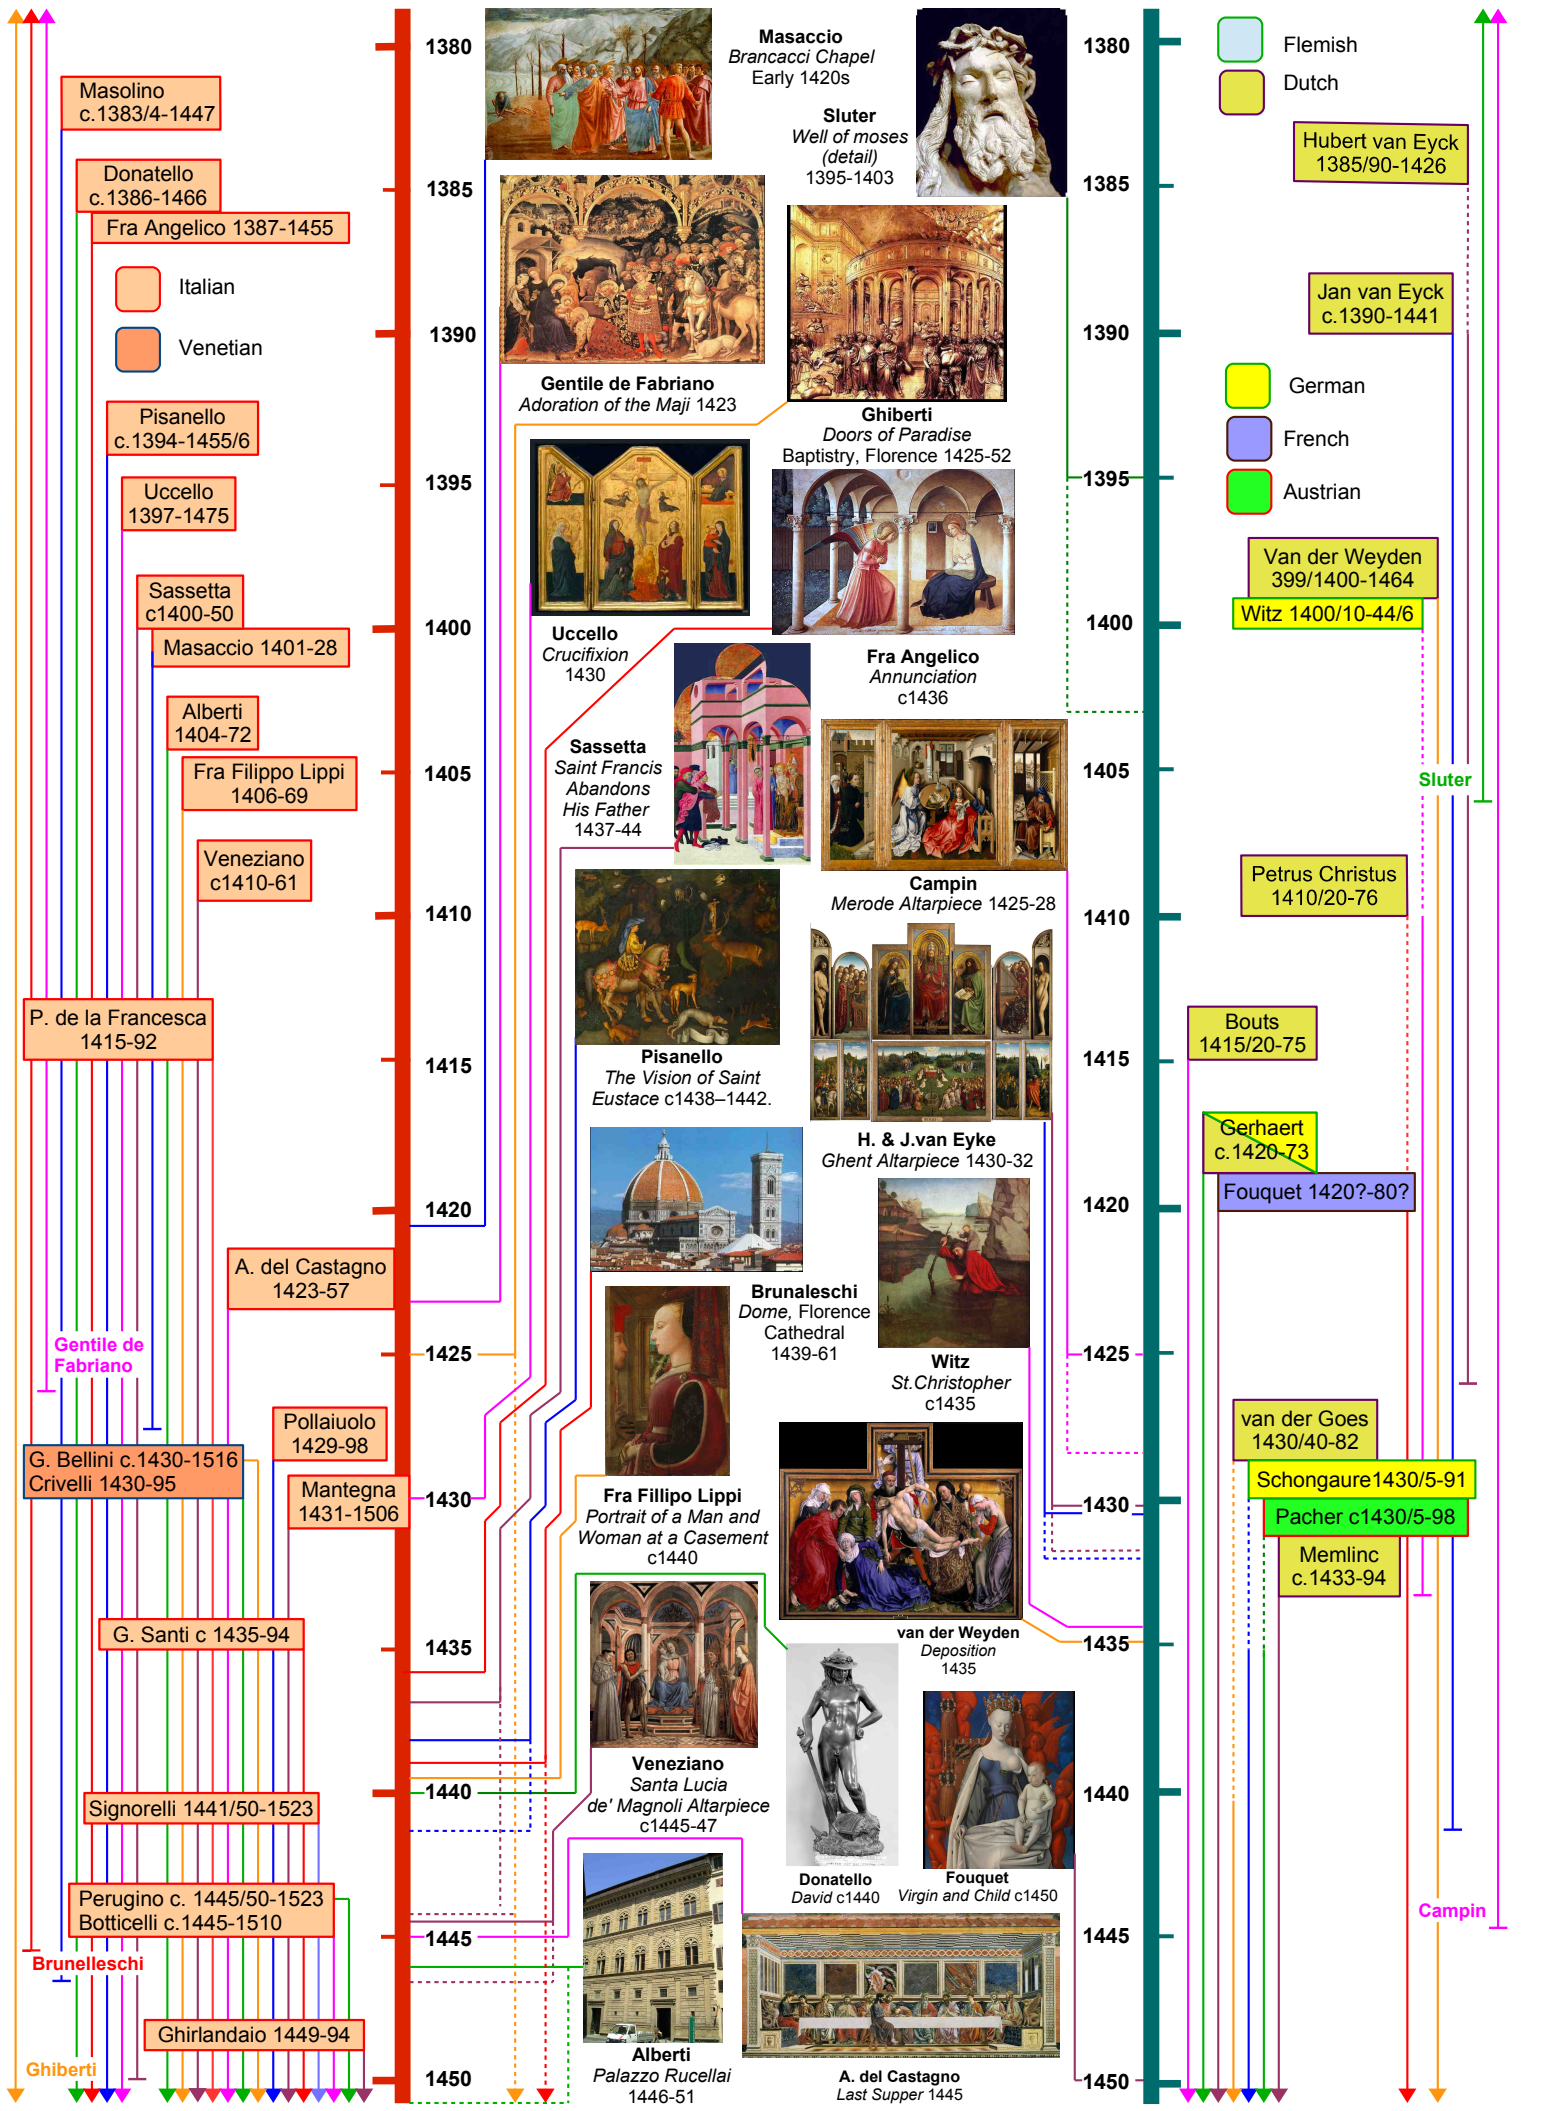 Masolino
c.1383/4-1447
Donatello
c.1386-1466
Fra Angelico 1387-1455
Italian
Venetian
Pisanello
c.1394-1455/6
Uccello
1397-1475
Sassetta
c1400-50
Masaccio 1401-28
Alberti
1404-72
Fra Filippo Lippi
1406-69
Veneziano
c1410-61
P. de la Francesca
1415-92
A. del Castagno
1423-57
Gentile de
Fabriano
Pollaiuolo
1429-98
G. Bellini c.1430-1516
Crivelli 1430-95
Mantegna
1431-1506
G. Santi c 1435-94
Signorelli 1441/50-1523
Perugino c. 1445/50-1523
Botticelli c.1445-1510
Brunelleschi
Ghirlandaio 1449-94
Ghiberti
1380
1385
1390
1395
1400
1405
1410
1415
1420
1425
1430
1435
1440
1445
1450
Masaccio
Brancacci Chapel
Early 1420s
Sluter
Well of moses
(detail)
1395-1403
Gentile de Fabriano
Adoration of the Maji 1423
Ghiberti
Doors of Paradise
Baptistry, Florence 1425-52
Uccello
Crucifixion
1430
Fra Angelico
Annunciation
c1436
Sassetta
Saint Francis
Abandons
His Father
1437-44
Campin
Merode Altarpiece 1425-28
Pisanello
The Vision of Saint
Eustace c1438–1442.
H. & J.van Eyke
Ghent Altarpiece 1430-32
Brunaleschi
Dome, Florence
Cathedral
1439-61
Witz
St.Christopher
c1435
Fra Fillipo Lippi
Portrait of a Man and
Woman at a Casement
c1440
van der Weyden
Deposition
1435
Veneziano
Santa Lucia
de' Magnoli Altarpiece
c1445-47
Donatello
David c1440
Fouquet
Virgin and Child c1450
Alberti
Palazzo Rucellai
1446-51
A. del Castagno
Last Supper 1445
1380
1385
1390
1395
1400
1405
1410
1415
1420
1425
1430
1435
1440
1445
1450
Flemish
Dutch
Hubert van Eyck
1385/90-1426
Jan van Eyck
c.1390-1441
German
French
Austrian
Van der Weyden
399/1400-1464
Witz 1400/10-44/6
Sluter
Petrus Christus
1410/20-76
Bouts
1415/20-75
Gerhaert
c.1420-73
Fouquet 1420?-80?
van der Goes
1430/40-82
Schongaure1430/5-91
Pacher c1430/5-98
Memlinc
c.1433-94
Campin